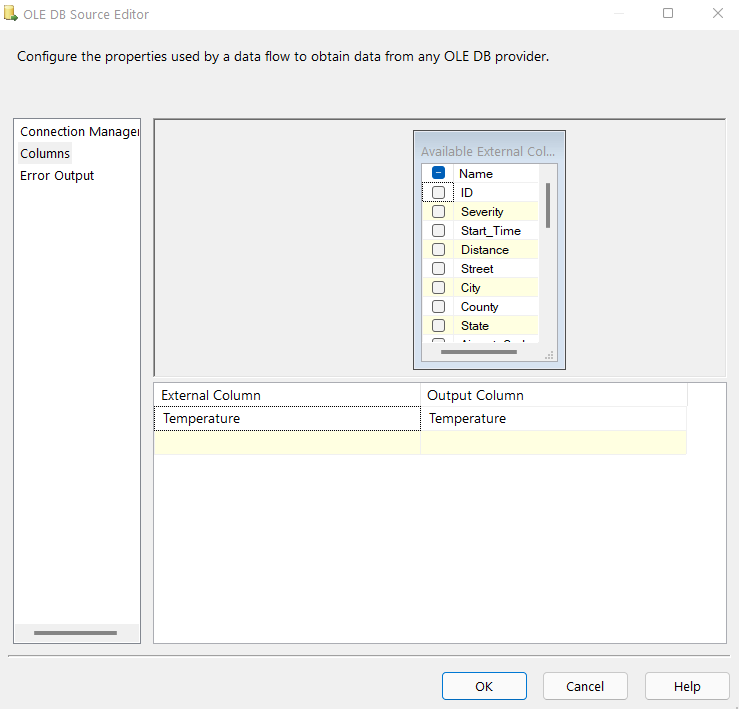 OLE DB Source Editor
Configure the properties used by a data flow to obtain data from any OLE DB provider.
Connection Manager
Columns
Error Output
Available External Col...
Name
ID
Severity
Start_Time
Distance
Street
City
County
State
External Column
Output Column
Temperature
Temperature
OK
Cancel
Help